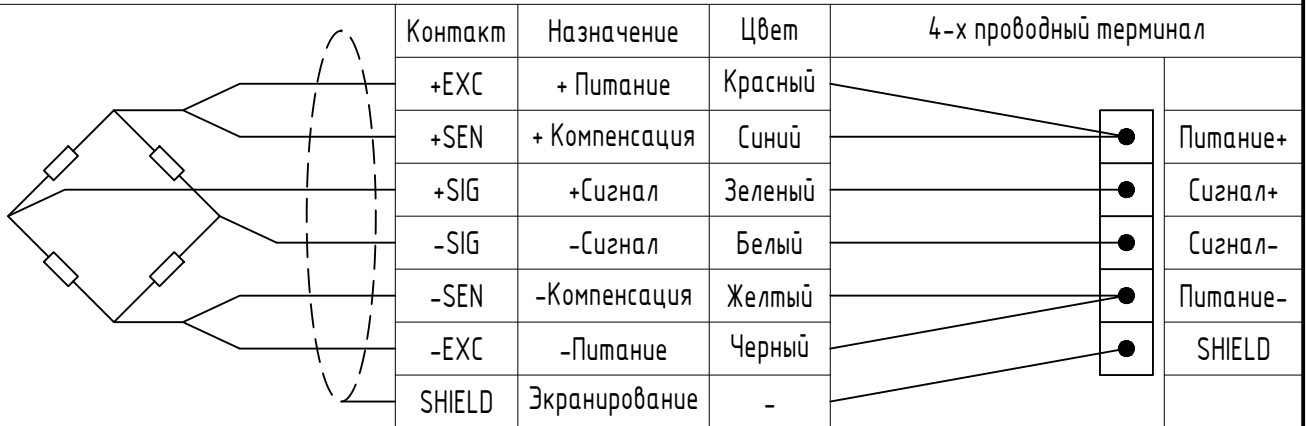 Контакт Назначение Цвет 4-х проводный терминал
+EXC + Питание Красный
+SEN + Компенсация Синий Питание+
+SIG +Сигнал Зеленый Сигнал+
-SIG -Сигнал Белый Сигнал-
-SEN -Компенсация Желтый Питание-
-EXC -Питание Черный SHIELD
SHIELD Экранирование -